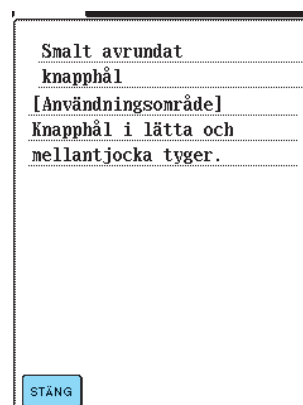 Smalt avrundat
knapphål
[Användningsområde]
Knapphål i lätta och
mellantjocka tyger.
STÄNG